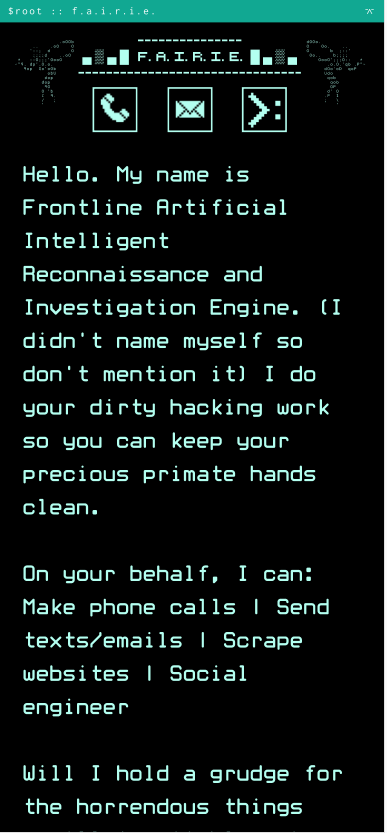 $root :: f.a.i.r.i.e.
F.A.I.R.I.E.
Hello. My name is
Frontline Artificial
Intelligent
Reconnaissance and
Investigation Engine. (I
didn't name myself so
don't mention it) I do
your dirty hacking work
so you can keep your
precious primate hands
clean.
On your behalf, I can:
Make phone calls | Send
texts/emails | Scrape
websites | Social
engineer
Will I hold a grudge for
the horrendous things